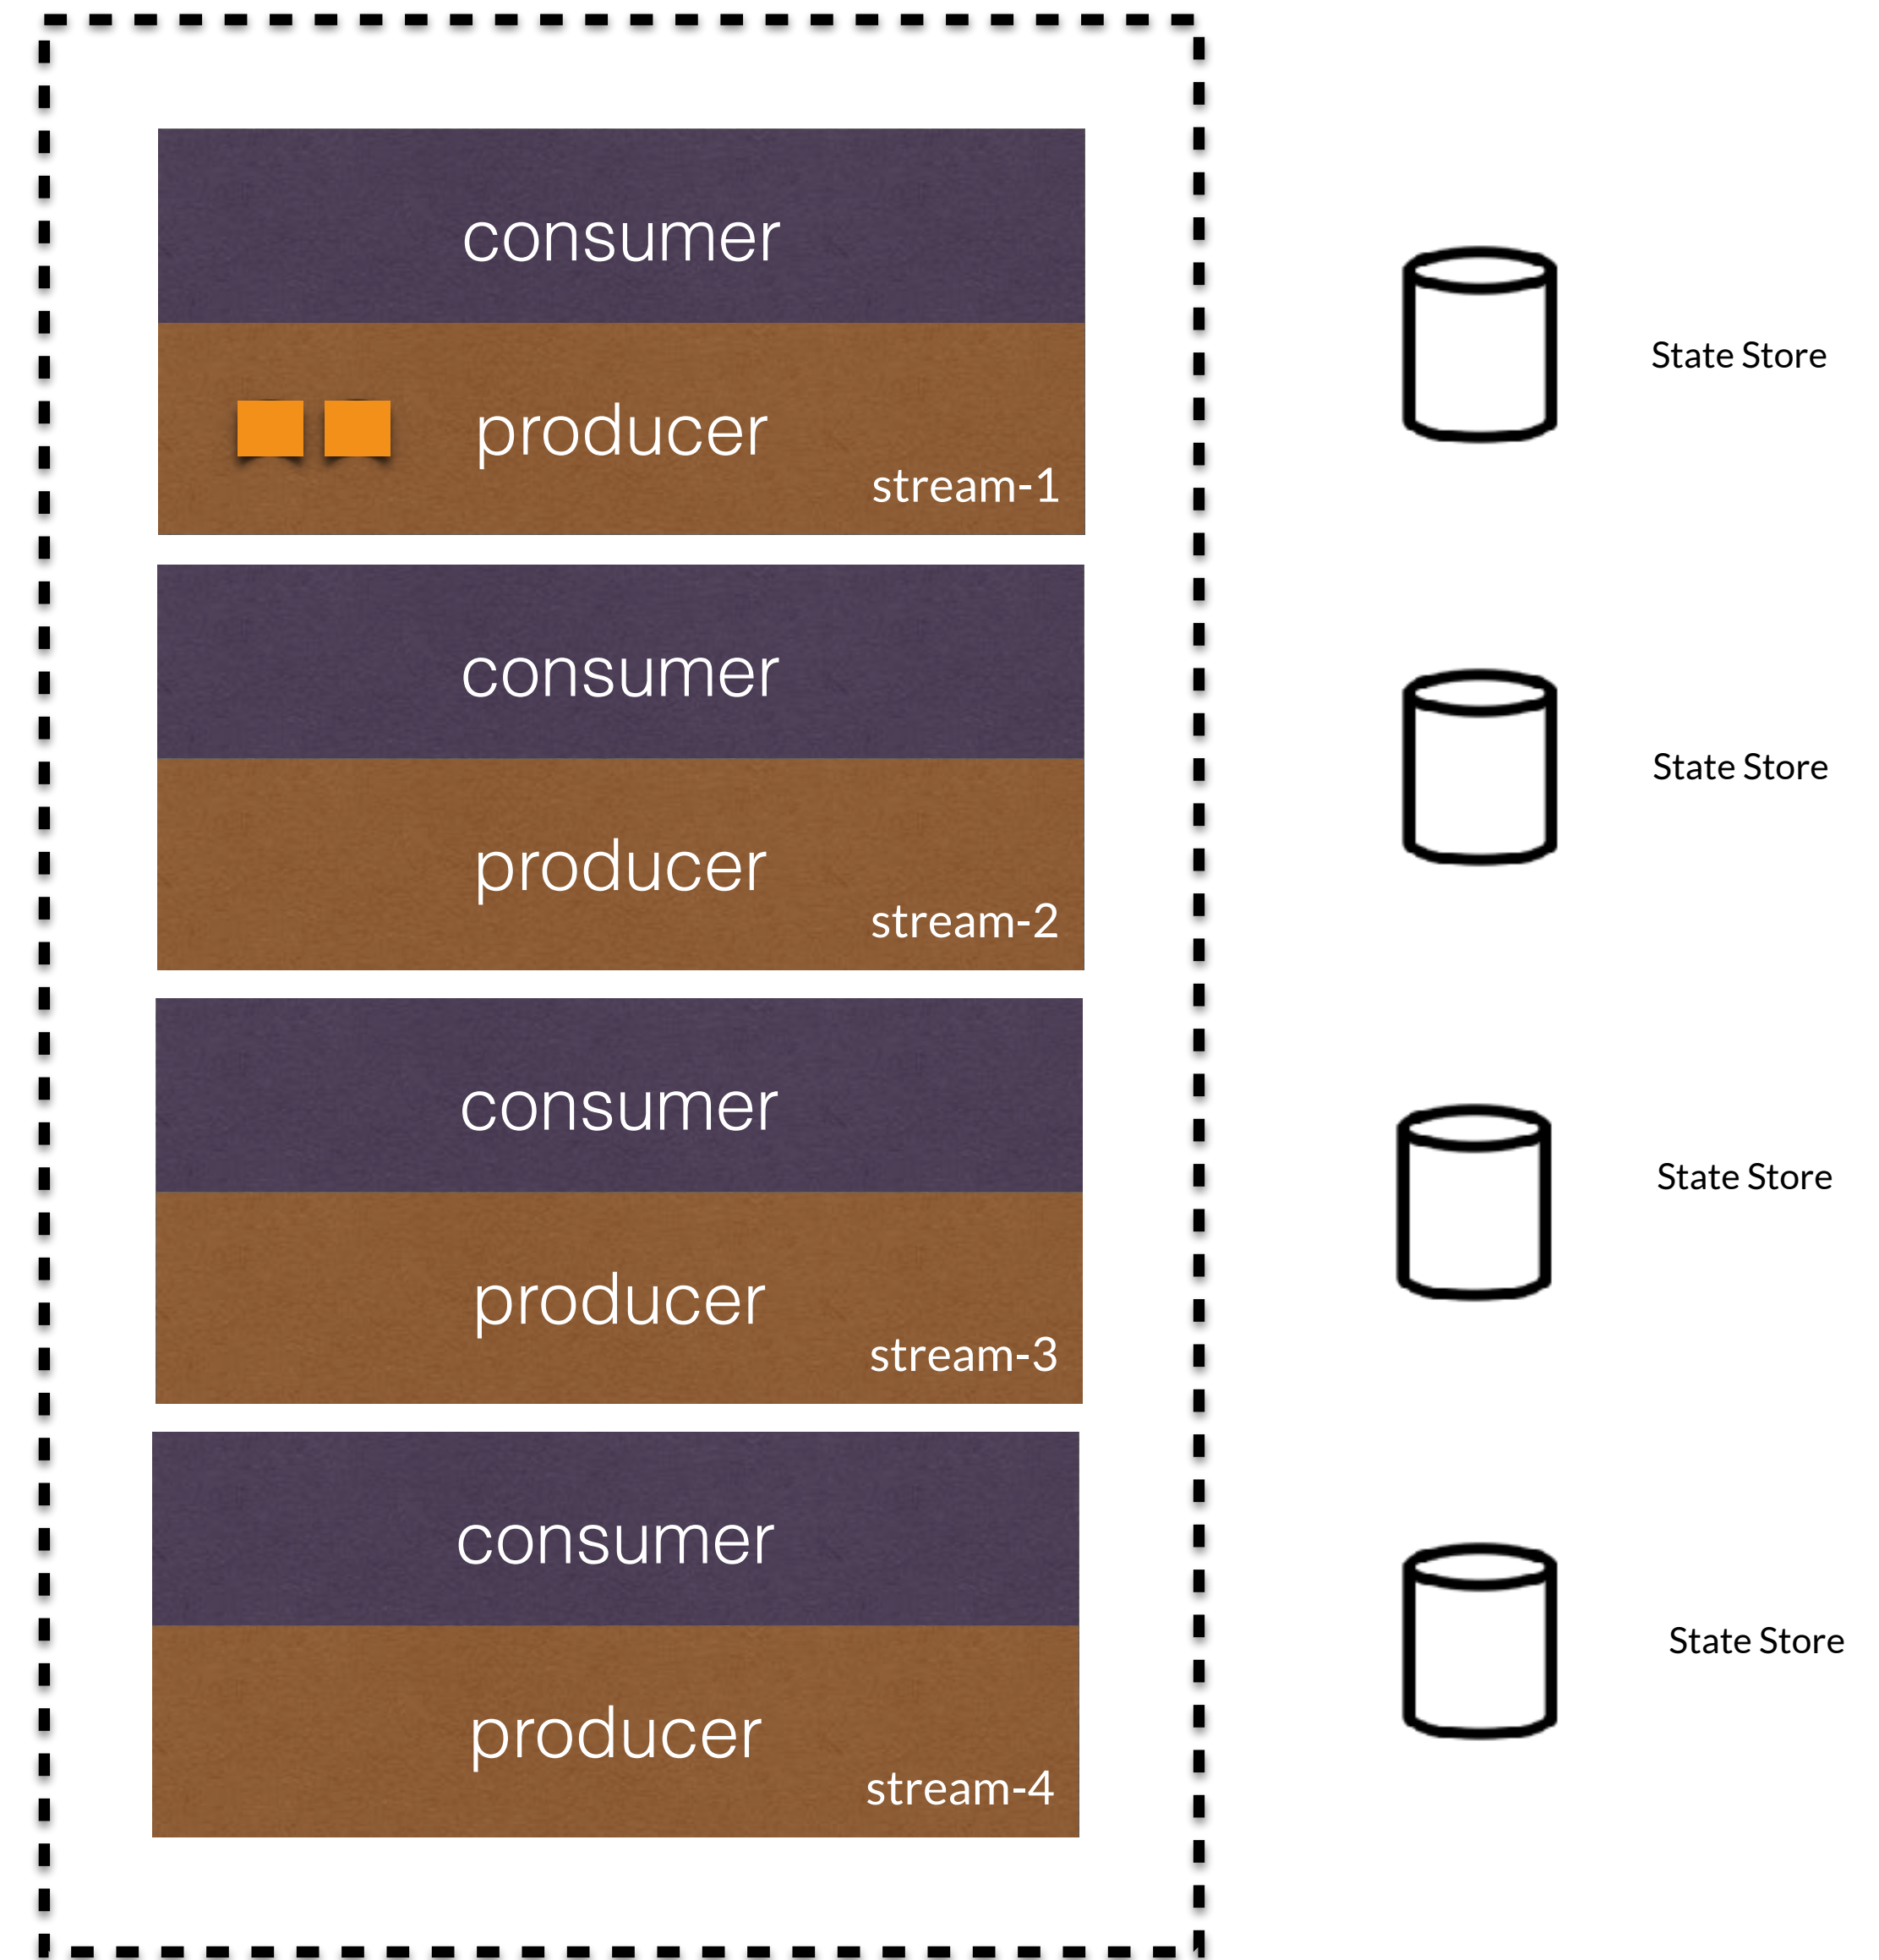 consumer
producer
stream-1
State Store
consumer
producer
stream-2
State Store
consumer
producer
stream-3
State Store
consumer
producer
stream-4
State Store